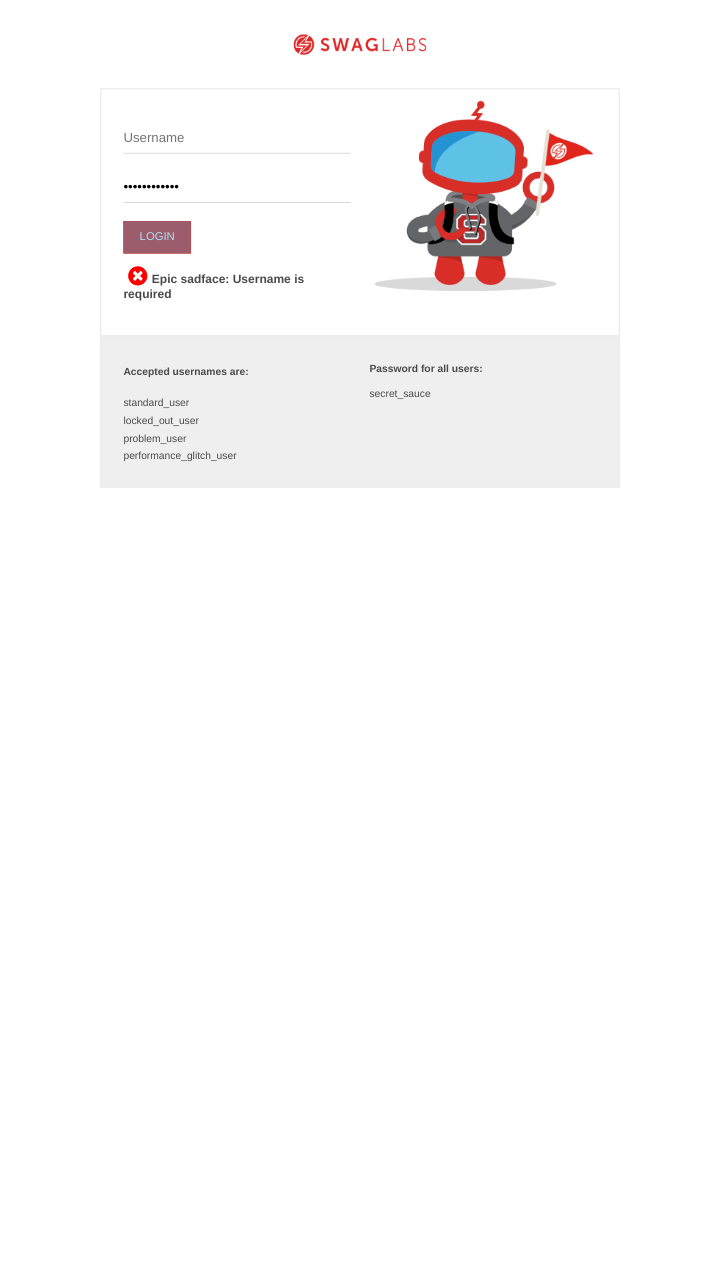 SWAGLABS
Username
••••••••••••
LOGIN
Epic sadface: Username is
required
S
Accepted usernames are:
standard_user
locked_out_user
problem_user
performance_glitch_user
Password for all users:
secret_sauce